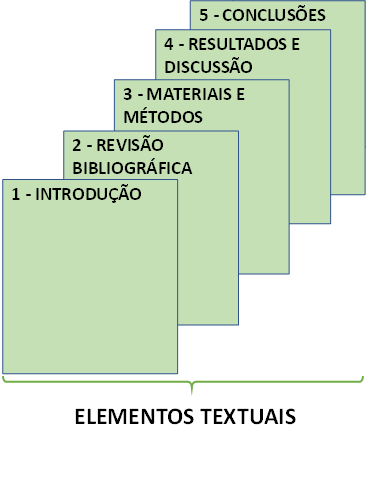 5 - CONCLUSÕES
4 - RESULTADOS E
DISCUSSÃO
3 - MATERIAIS E
MÉTODOS
2 - REVISÃO
BIBLIOGRÁFICA
1 - INTRODUÇÃO
ELEMENTOS TEXTUAIS